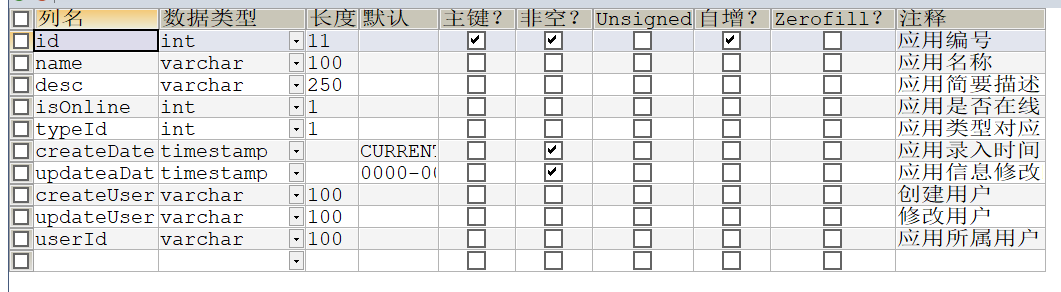 列名 数据类型 长度 默认 主键？ 非空？ Unsigned 自增？ Zerofill？ 注释
id int 11 应用编号
name varchar 100 应用名称
desc varchar 250 应用简要描述
isOnline int 1 应用是否在线
typeId int 1 应用类型对应
createDate timestamp CURRENT 应用录入时间
updateaDat timestamp 0000-00 应用信息修改
createUser varchar 100 创建用户
updateUser varchar 100 修改用户
userId varchar 100 应用所属用户